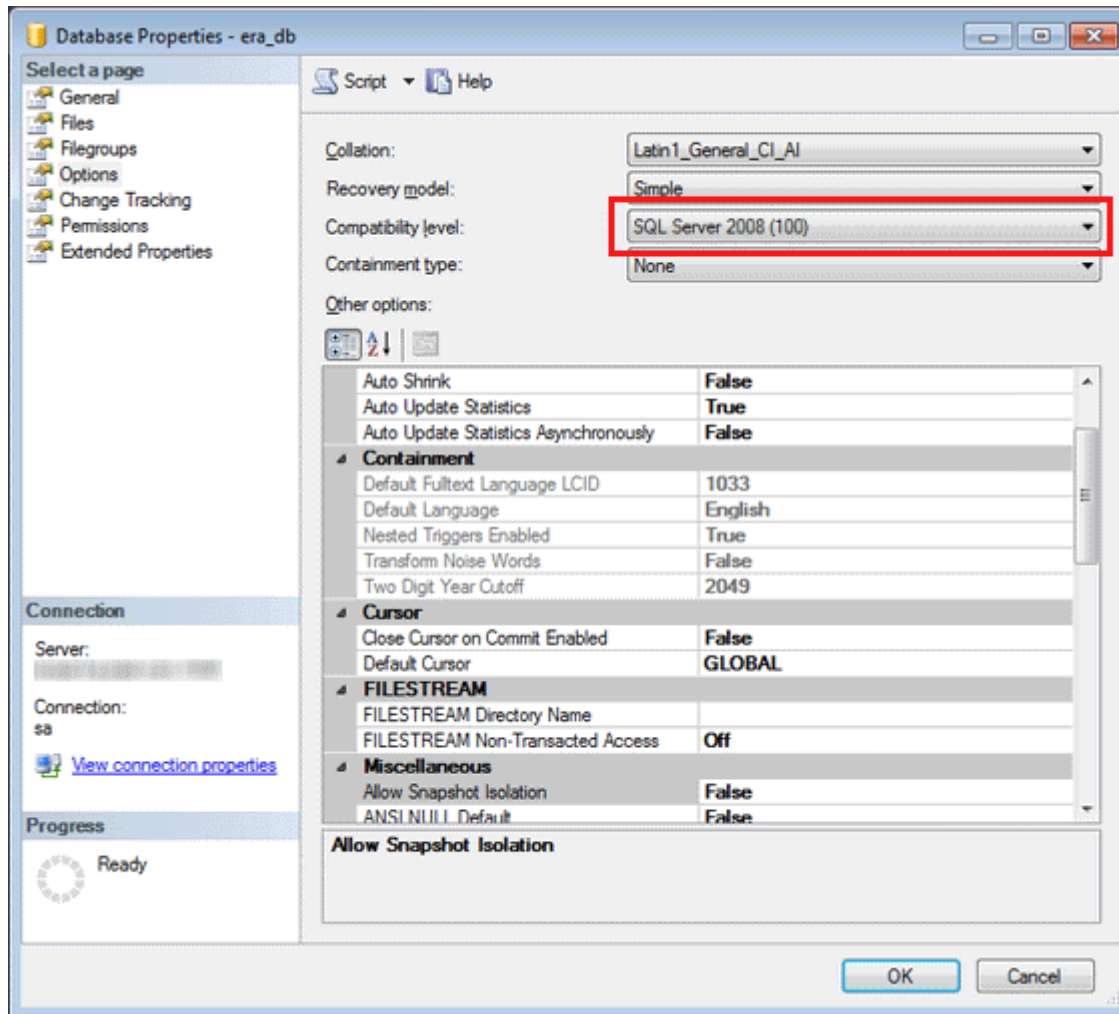 Database Properties - era_db
Select a page
General
Files
Filegroups
Options
Change Tracking
Permissions
Extended Properties
Script Help
Collation: Latin1_General_CI_AI
Recovery model: Simple
Compatibility level: SQL Server 2008 (100)
Containment type: None
Other options:
Auto Shrink False
Auto Update Statistics True
Auto Update Statistics Asynchronously False
Containment
Default Fulltext Language LCID 1033
Default Language English
Nested Triggers Enabled True
Transform Noise Words False
Two Digit Year Cutoff 2049
Cursor
Close Cursor on Commit Enabled False
Default Cursor GLOBAL
FILESTREAM
FILESTREAM Directory Name
FILESTREAM Non-Transacted Access Off
Miscellaneous
Allow Snapshot Isolation False
ANSI NULL Default False
Allow Snapshot Isolation
Connection
Server:
Connection:
sa
View connection properties
Progress
Ready
OK Cancel